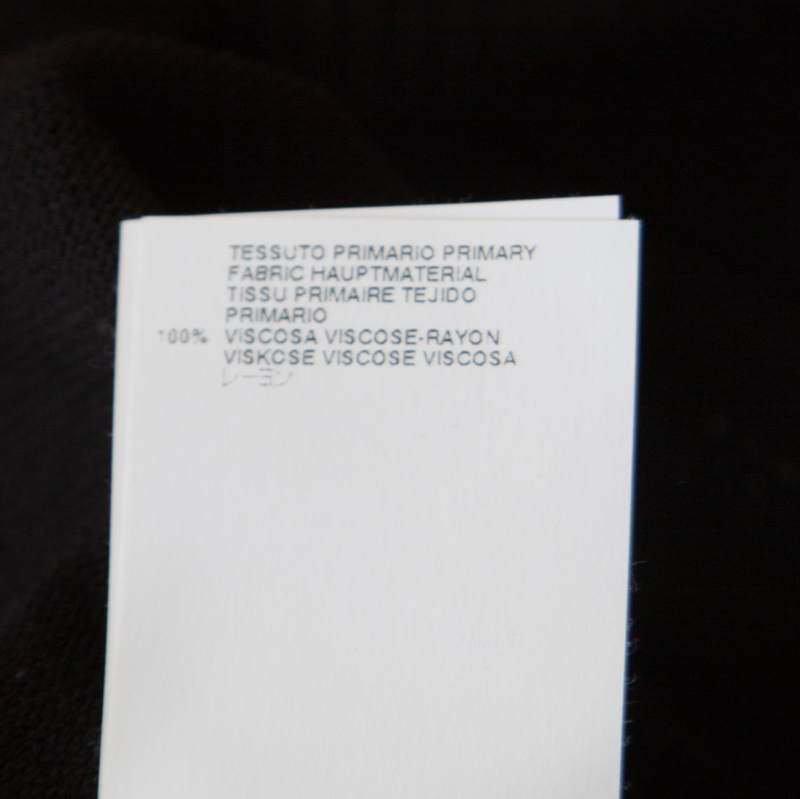 TESSUTO PRIMARIO PRIMARY
FABRIC HAUPTMATERIAL
TISSU PRIMAIRE TEJIDO
PRIMARIO
100% VISCOSA VISCOSE-RAYON
VISKOSE VISCOSE VISCOSA
レーヨン